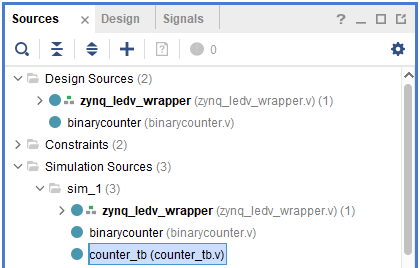 Sources × Design Signals ? _
0
Design Sources (2)
zynq_ledv_wrapper (zynq_ledv_wrapper.v) (1)
binarycounter (binarycounter.v)
Constraints (2)
Simulation Sources (3)
sim_1 (3)
zynq_ledv_wrapper (zynq_ledv_wrapper.v) (1)
binarycounter (binarycounter.v)
counter_tb (counter_tb.v)